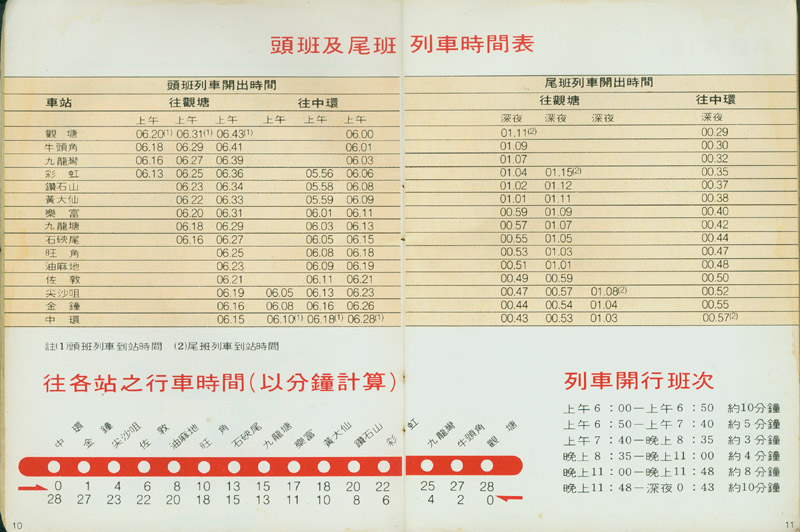 頭班及尾班 列車時間表
頭班列車開出時間
車站 往觀塘 往中環
上午 上午 上午 上午 上午 上午
觀塘 06.20(1) 06.31(1) 06.43(1) 06.00
牛頭角 06.18 06.29 06.41 06.01
九龍灣 06.16 06.27 06.39 06.03
彩虹 06.13 06.25 06.36 05.56 06.06
鑽石山 06.23 06.34 05.58 06.08
黃大仙 06.22 06.33 05.59 06.09
樂富 06.20 06.31 06.01 06.11
九龍塘 06.18 06.29 06.03 06.13
石硤尾 06.16 06.27 06.05 06.15
旺角 06.25 06.08 06.18
油麻地 06.23 06.09 06.19
佐敦 06.21 06.11 06.21
尖沙咀 06.19 06.05 06.13 06.23
金鐘 06.16 06.08 06.16 06.26
中環 06.15 06.10(1) 06.18(1) 06.28(1)
註(1)頭班列車到站時間 (2)尾班列車到站時間
尾班列車開出時間
往觀塘 往中環
深夜 深夜 深夜 深夜
01.11(2) 00.29
01.09 00.30
01.07 00.32
01.04 01.15(2) 00.35
01.02 01.12 00.37
01.01 01.11 00.38
00.59 01.09 00.40
00.57 01.07 00.42
00.55 01.05 00.44
00.53 01.03 00.47
00.51 01.01 00.48
00.49 00.59 00.50
00.47 00.57 01.08(2) 00.52
00.44 00.54 01.04 00.55
00.43 00.53 01.03 00.57(2)
往各站之行車時間(以分鐘計算)
中環 金鐘 尖沙咀 佐敦 油麻地 旺角 石硤尾 九龍塘 樂富 黃大仙 鑽石山 彩虹 九龍灣 牛頭角 觀塘
0 1 4 6 8 10 13 15 17 18 20 22 25 27 28
28 27 23 22 20 18 15 13 11 10 8 6 4 2 0
列車開行班次
上午6：00—上午6：50 約10分鐘
上午6：50—上午7：40 約5分鐘
上午7：40—晚上8：35 約3分鐘
晚上8：35—晚上11：00 約4分鐘
晚上11：00—晚上11：48 約8分鐘
晚上11：48—深夜0：43 約10分鐘
10
11